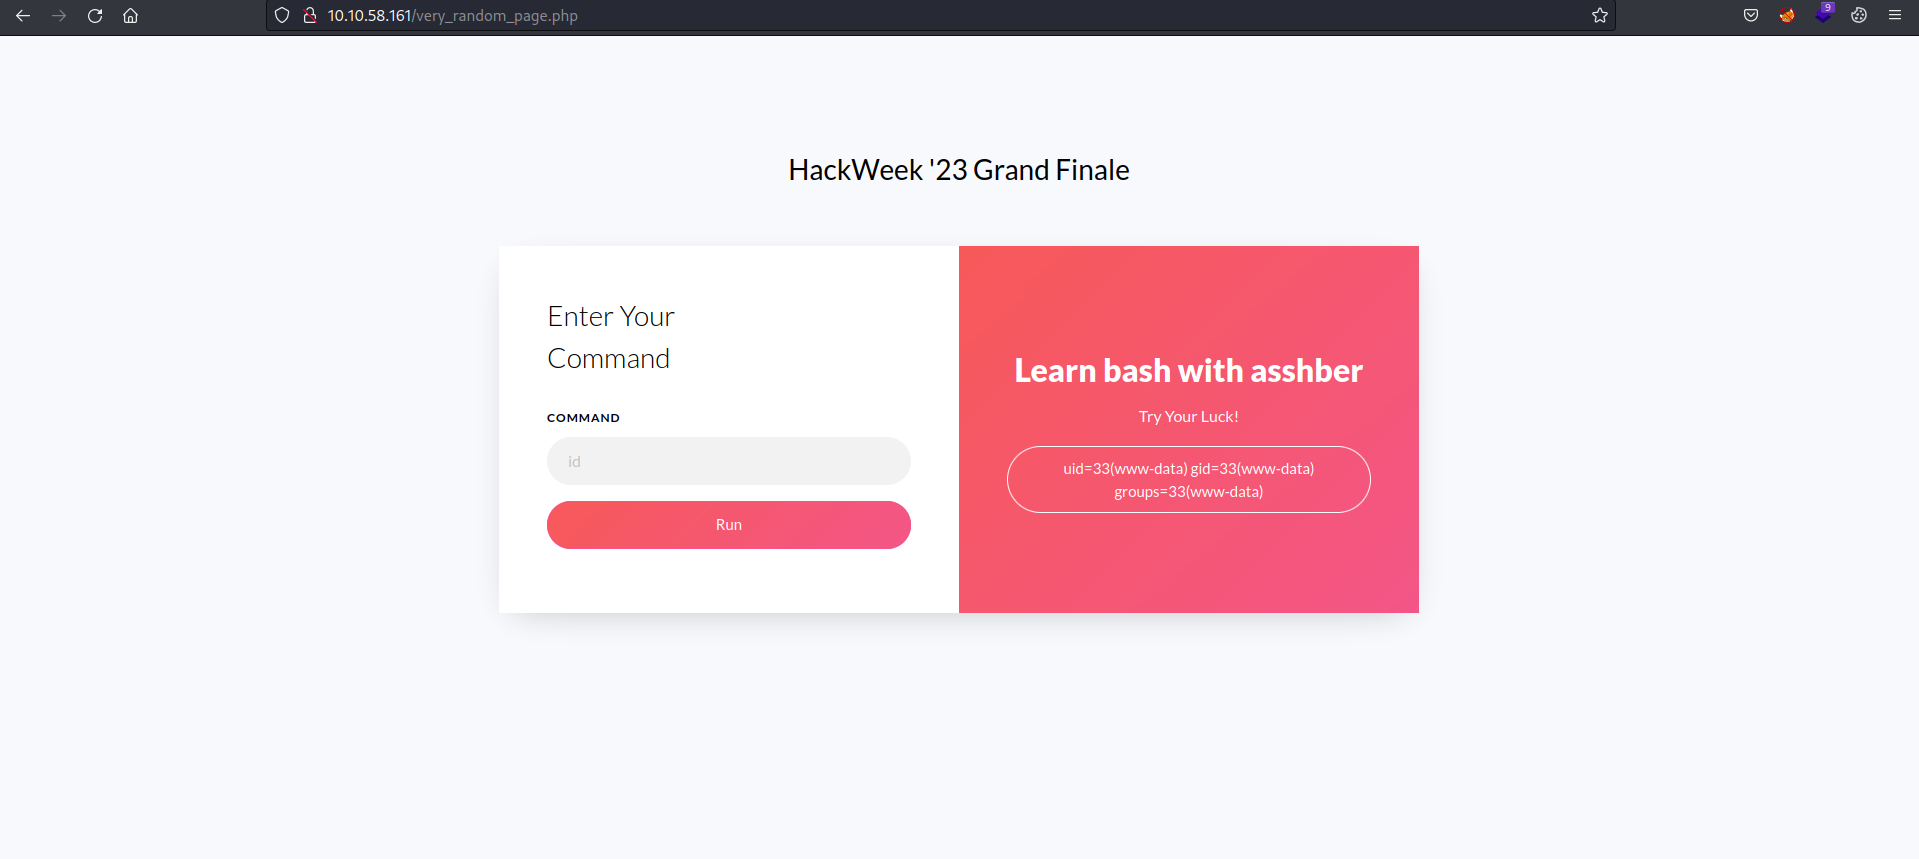 10.10.58.161/very_random_page.php
9
HackWeek '23 Grand Finale
Enter Your
Command
COMMAND
id
Run
Learn bash with asshber
Try Your Luck!
uid=33(www-data) gid=33(www-data)
groups=33(www-data)